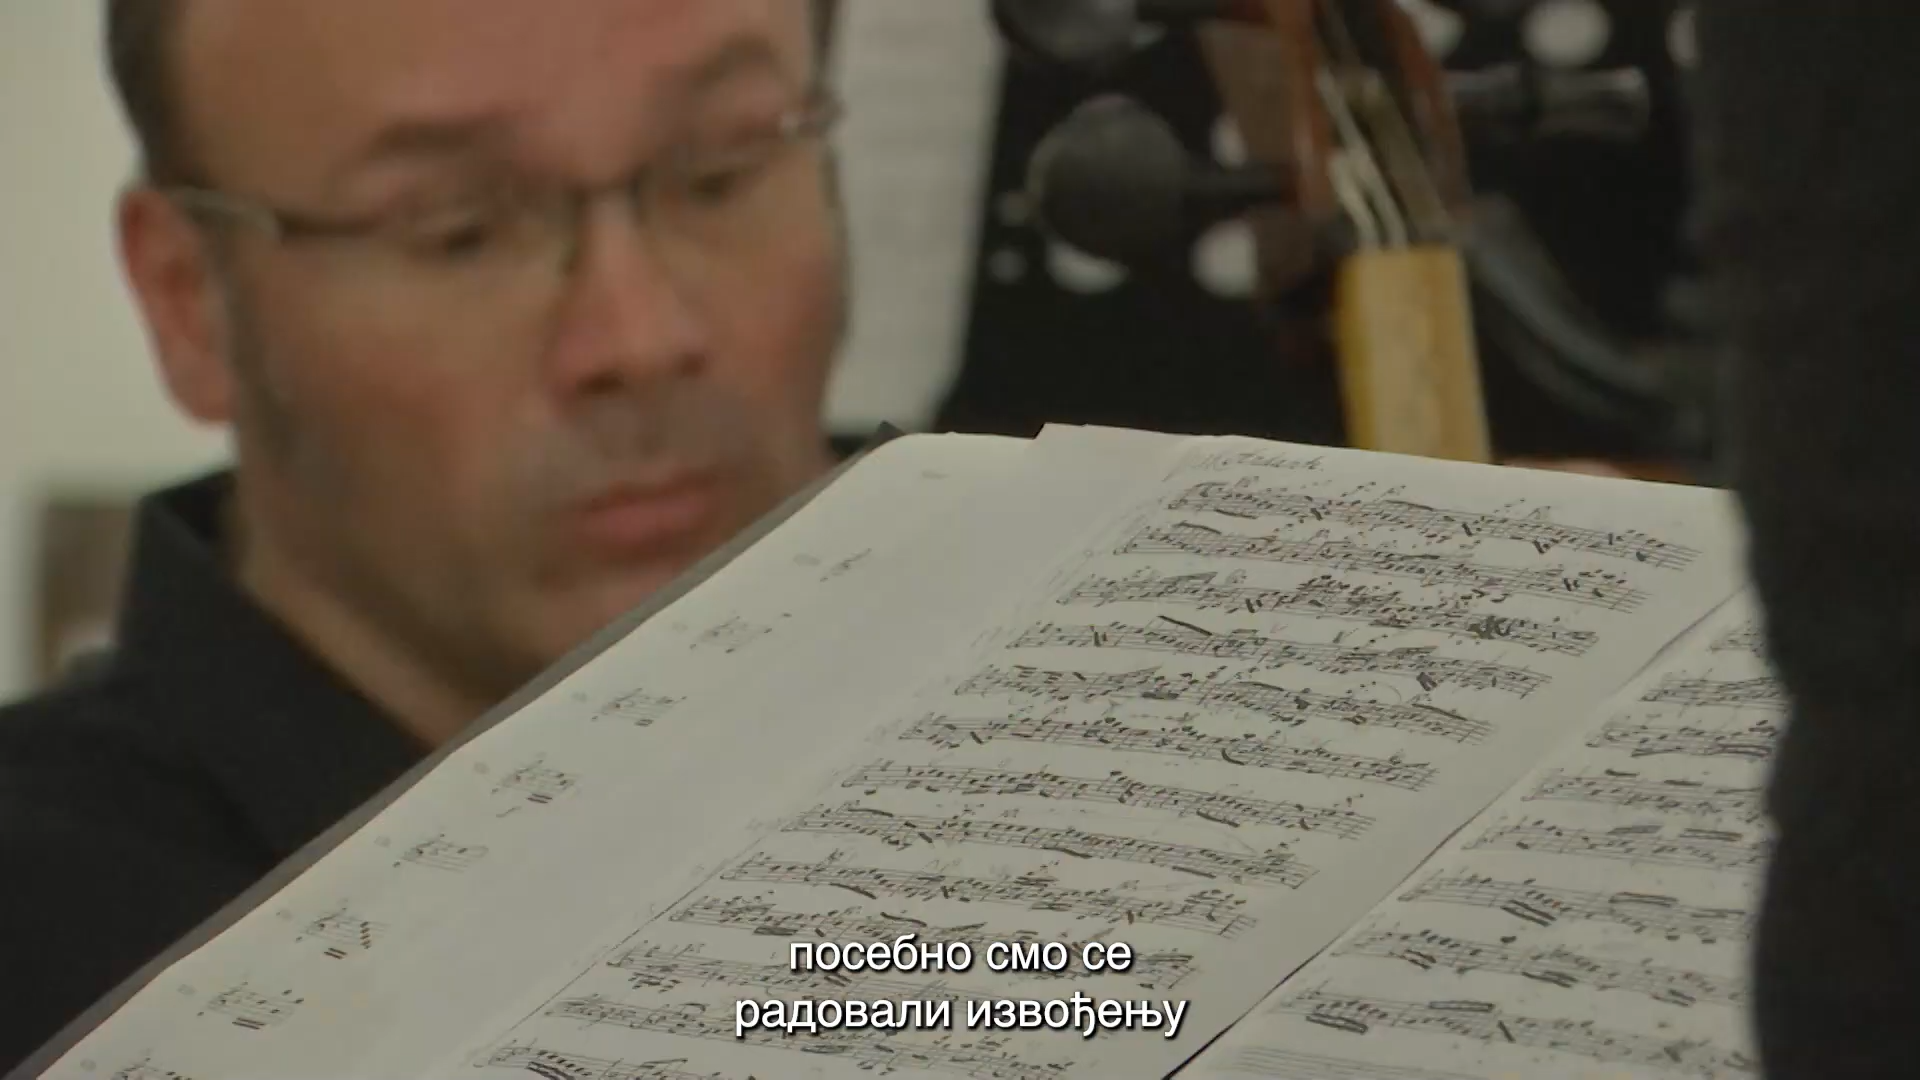 посебно смо се
радовали извођењу